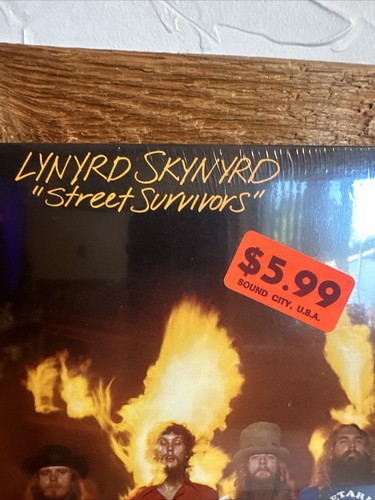 LYNYRD SKYNYRD
"Street Survivors"
$5.99
SOUND CITY, U.S.A.